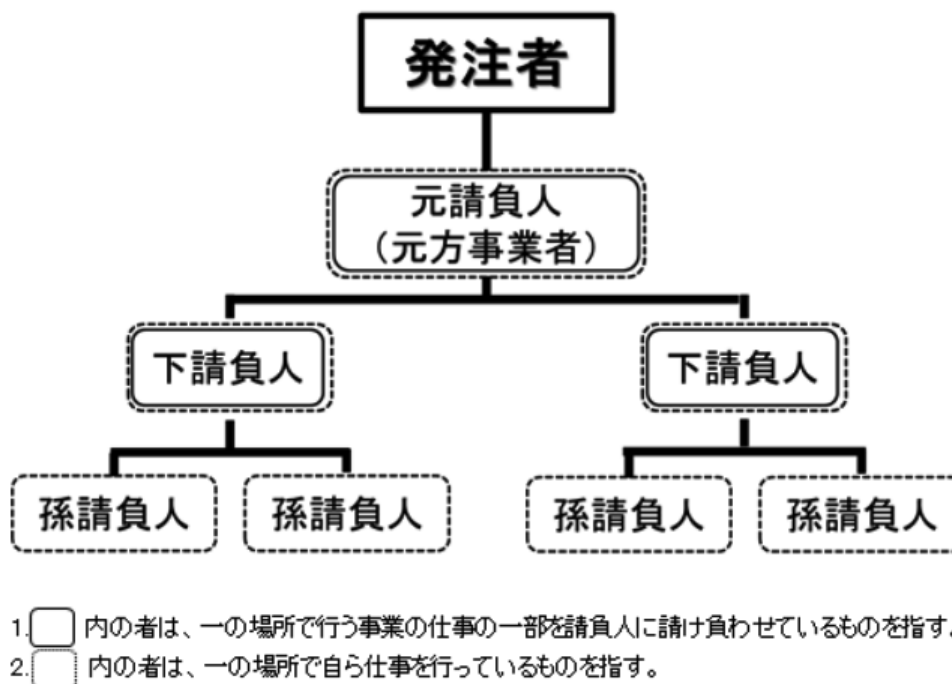 発注者
元請負人
（元方事業者）
下請負人
下請負人
孫請負人
孫請負人
孫請負人
孫請負人
1. 内の者は、一の場所で行う事業の仕事の一部を請負人に請け負わせているものを指す。
2. 内の者は、一の場所で自ら仕事を行っているものを指す。